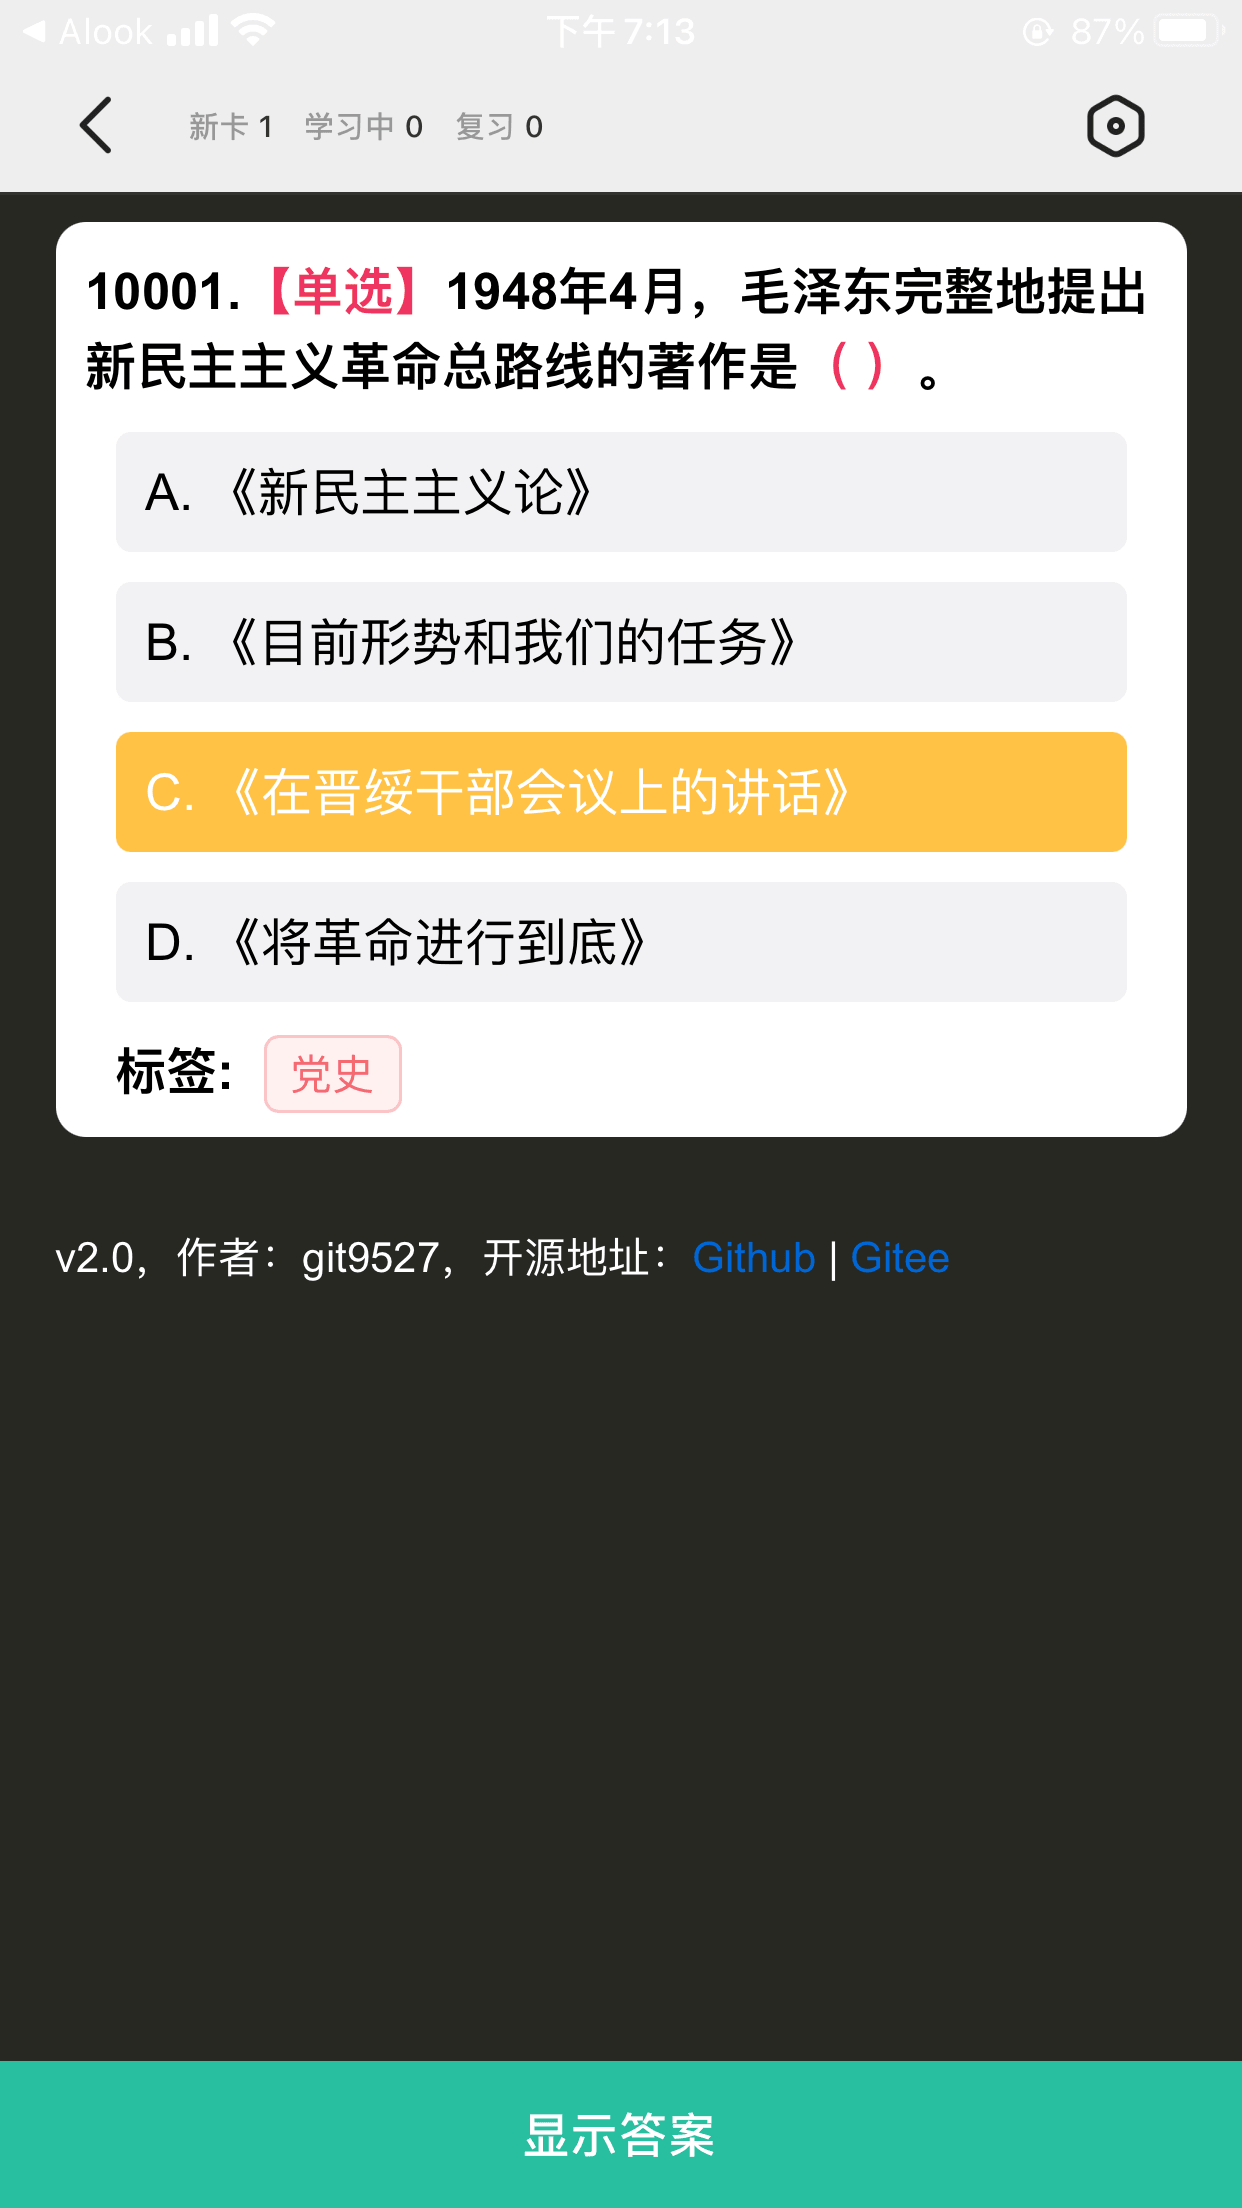 Alook 下午7:13 87%
新卡 1 学习中 0 复习 0
10001.【单选】1948年4月，毛泽东完整地提出
新民主主义革命总路线的著作是（ ）。
A. 《新民主主义论》
B. 《目前形势和我们的任务》
C. 《在晋绥干部会议上的讲话》
D. 《将革命进行到底》
标签: 党史
v2.0，作者：git9527，开源地址：Github | Gitee
显示答案